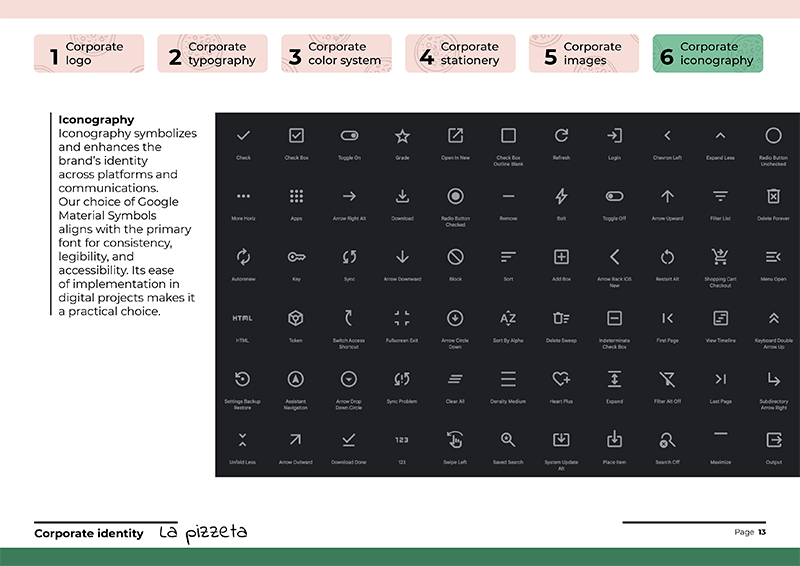 1 Corporate logo
2 Corporate typography
3 Corporate color system
4 Corporate stationery
5 Corporate images
6 Corporate iconography
Iconography
Iconography symbolizes
and enhances the
brand's identity
across platforms and
communications.
Our choice of Google
Material Symbols
aligns with the primary
font for consistency,
legibility, and
accessibility. Its ease
of implementation in
digital projects makes it
a practical choice.
Check
Check Box
Toggle On
Grade
Open In New
Check Box
Outline Blank
Refresh
Login
Chevron Left
Expand Less
Radio Button
Unchecked
More Horiz
Apps
Arrow Right Alt
Download
Radio Button
Checked
Remove
Bolt
Toggle Off
Arrow Upward
Filter List
Delete Forever
Autorenew
Key
Sync
Arrow Downward
Block
Sort
Add Box
Arrow Back iOS
New
Restart Alt
Shopping Cart
Checkout
Menu Open
HTML
HTML
Token
Switch Access
Shortcut
Fullscreen Exit
Arrow Circle
Down
Sort By Alpha
Delete Sweep
Indeterminate
Check Box
First Page
View Timeline
Keyboard Double
Arrow Up
Settings Backup
Restore
Assistant
Navigation
Arrow Drop
Down Circle
Sync Problem
Clear All
Density Medium
Heart Plus
Expand
Filter Alt Off
Last Page
Subdirectory
Arrow Right
Unfold Less
Arrow Outward
Download Done
123
123
Swipe Left
Saved Search
System Update
Alt
Place Item
Search Off
Maximize
Output
Corporate identity La pizzeta
Page 13